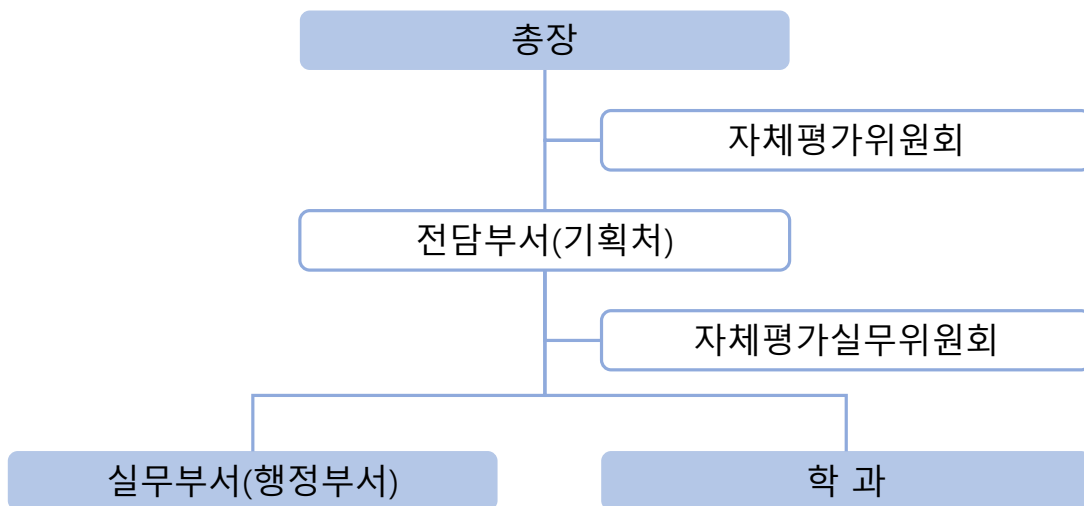 총장
자체평가위원회
전담부서(기획처)
자체평가실무위원회
실무부서(행정부서)
학 과